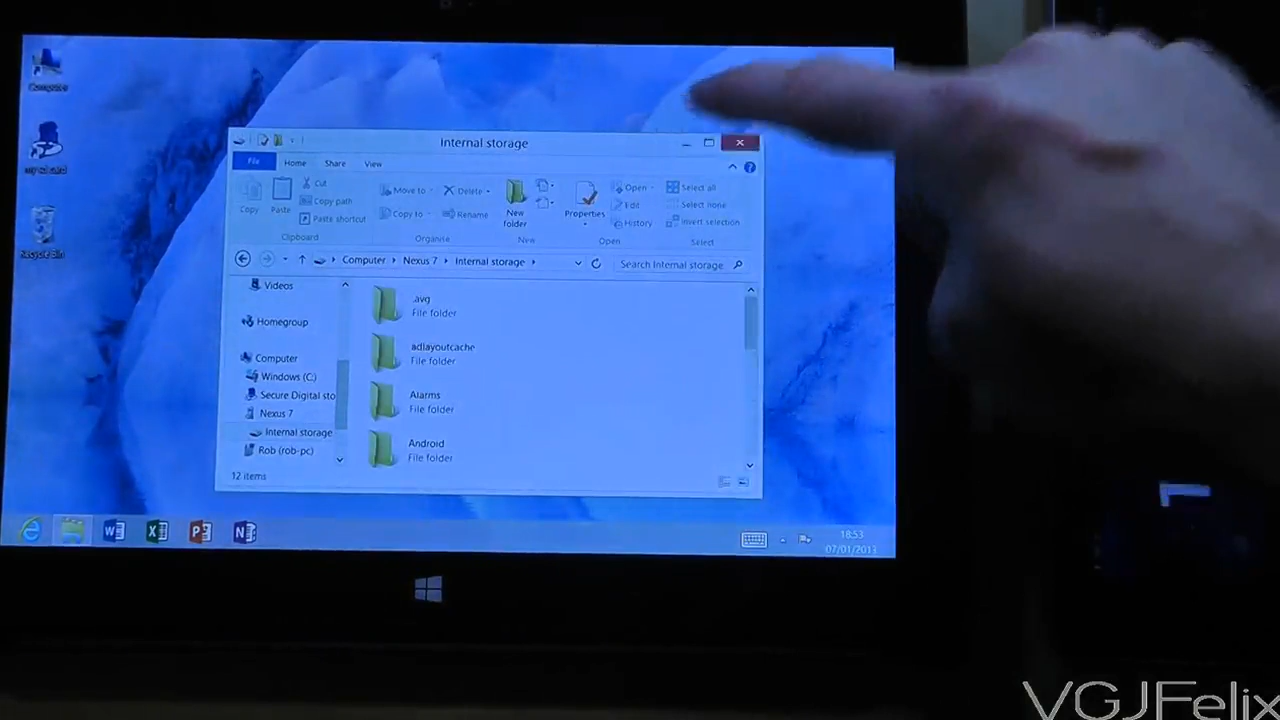 Computer
my sd card
Recycle Bin
Internal storage
File Home Share View
Copy
Paste
Cut
Copy path
Paste shortcut
Clipboard
Move to
Copy to
Delete
Rename
Organise
New
folder
New
Properties
Open
Edit
History
Open
Select all
Select none
Invert selection
Select
Computer Nexus 7 Internal storage
Search Internal storage
Videos
Homegroup
Computer
Windows (C:)
Secure Digital sto
Nexus 7
Internal storage
Rob (rob-pc)
.avg
File folder
adlayoutcache
File folder
Alarms
File folder
Android
File folder
12 items
18:53
07/01/2013
VGJFelix